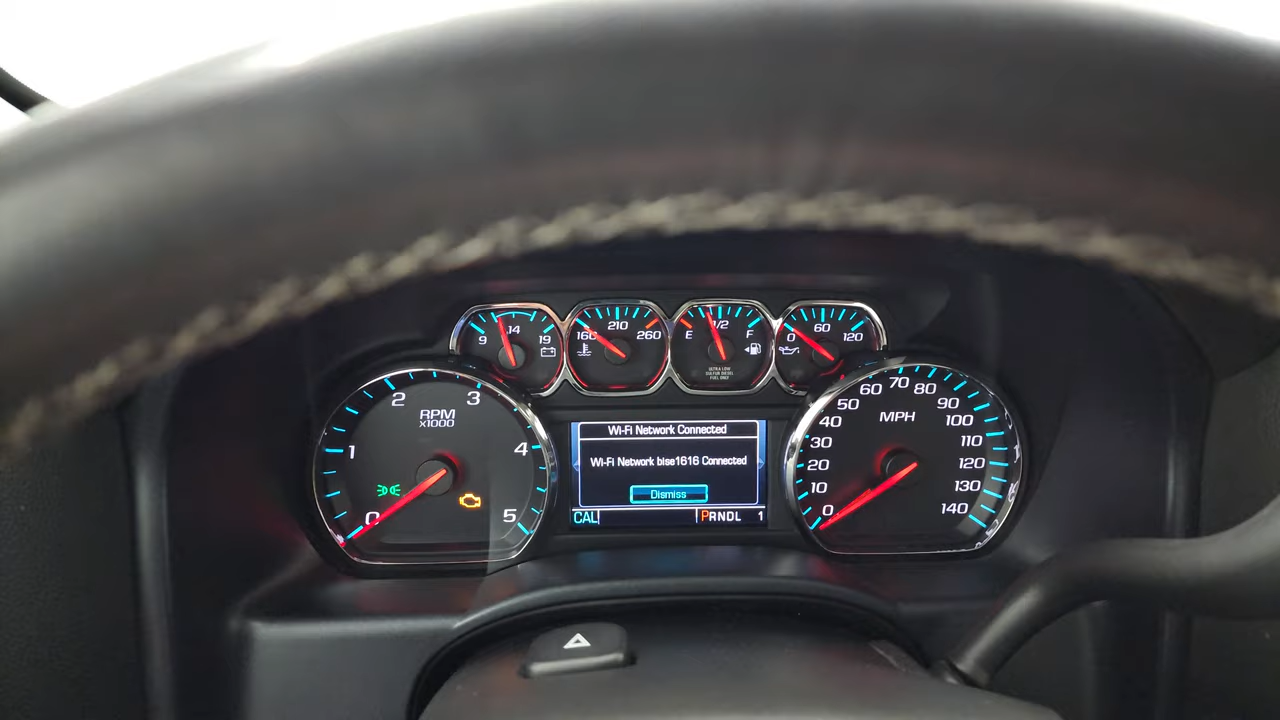 9 14 19
160 210 260
E 1/2 F
ULTRA LOW
SULFUR DIESEL
FUEL ONLY
0 60 120
0 1 2 3 4 5
RPM
x1000
Wi-Fi Network Connected
Wi-Fi Network bise1616 Connected
Dismiss
CAL
PRNDL 1
MPH
0 10 20 30 40 50 60 70 80 90 100 110 120 130 140